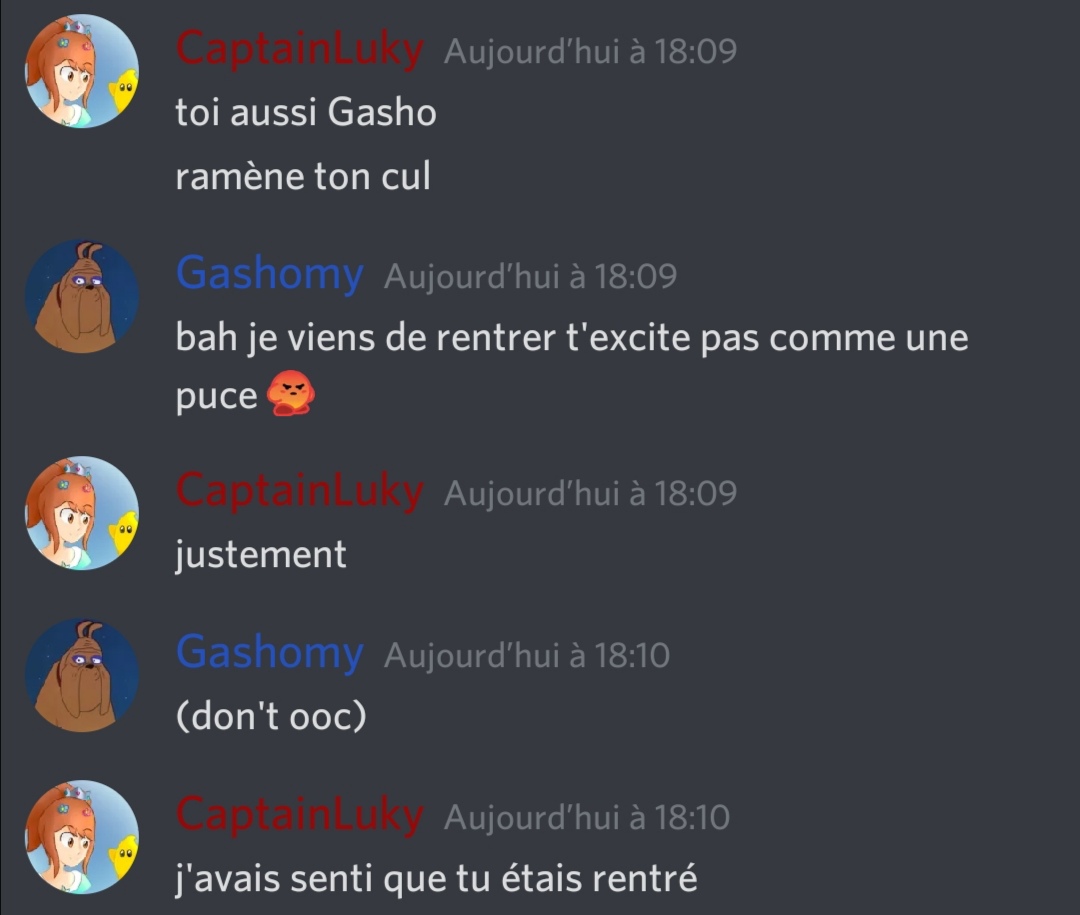 CaptainLuky Aujourd'hui à 18:09
toi aussi Gasho
ramène ton cul
Gashomy Aujourd'hui à 18:09
bah je viens de rentrer t'excite pas comme une
puce
CaptainLuky Aujourd'hui à 18:09
justement
Gashomy Aujourd'hui à 18:10
(don't ooc)
CaptainLuky Aujourd'hui à 18:10
j'avais senti que tu étais rentré